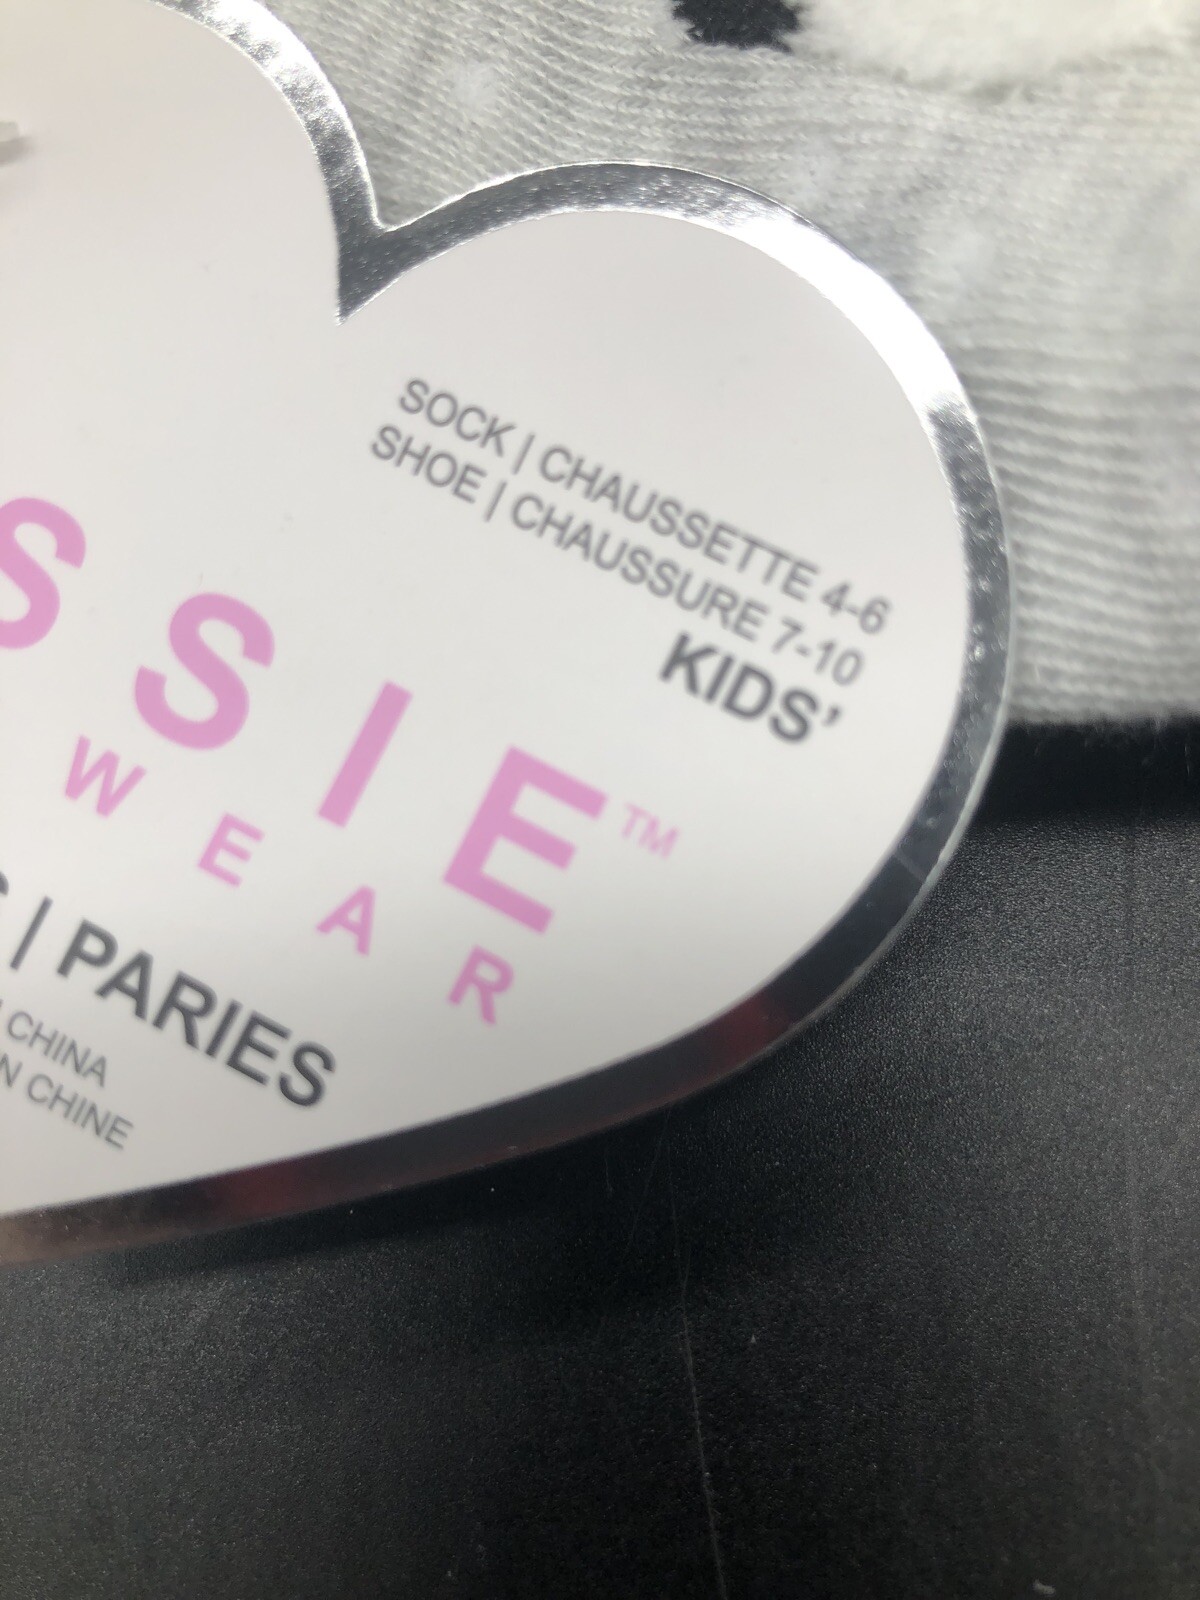 SOCK | CHAUSSETTE 4-6
SHOE | CHAUSSURE 7-10
KIDS'
SSIE™
WEAR
| PARIES
CHINA
N CHINE